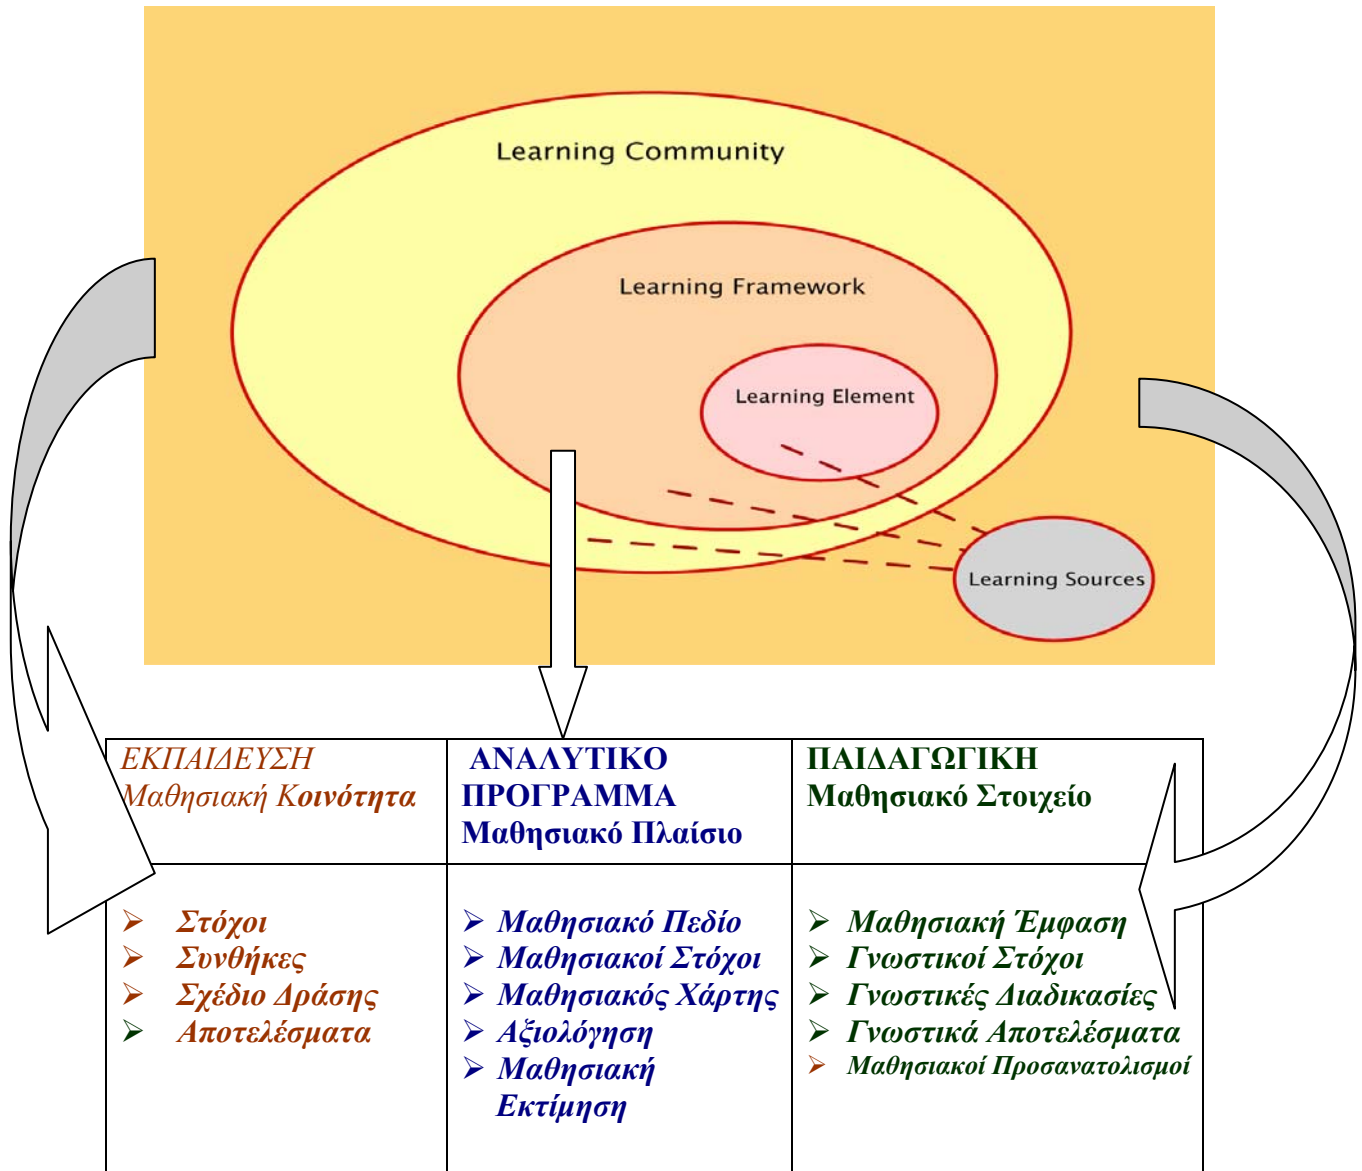 Learning Community
Learning Framework
Learning Element
Learning Sources
ΕΚΠΑΙΔΕΥΣΗ
Μαθησιακή Κοινότητα
ΑΝΑΛΥΤΙΚΟ
ΠΡΟΓΡΑΜΜΑ
Μαθησιακό Πλαίσιο
ΠΑΙΔΑΓΩΓΙΚΗ
Μαθησιακό Στοιχείο
➢ Στόχοι
➢ Συνθήκες
➢ Σχέδιο Δράσης
➢ Αποτελέσματα
➢ Μαθησιακό Πεδίο
➢ Μαθησιακοί Στόχοι
➢ Μαθησιακός Χάρτης
➢ Αξιολόγηση
➢ Μαθησιακή
Εκτίμηση
➢ Μαθησιακή Έμφαση
➢ Γνωστικοί Στόχοι
➢ Γνωστικές Διαδικασίες
➢ Γνωστικά Αποτελέσματα
➢ Μαθησιακοί Προσανατολισμοί